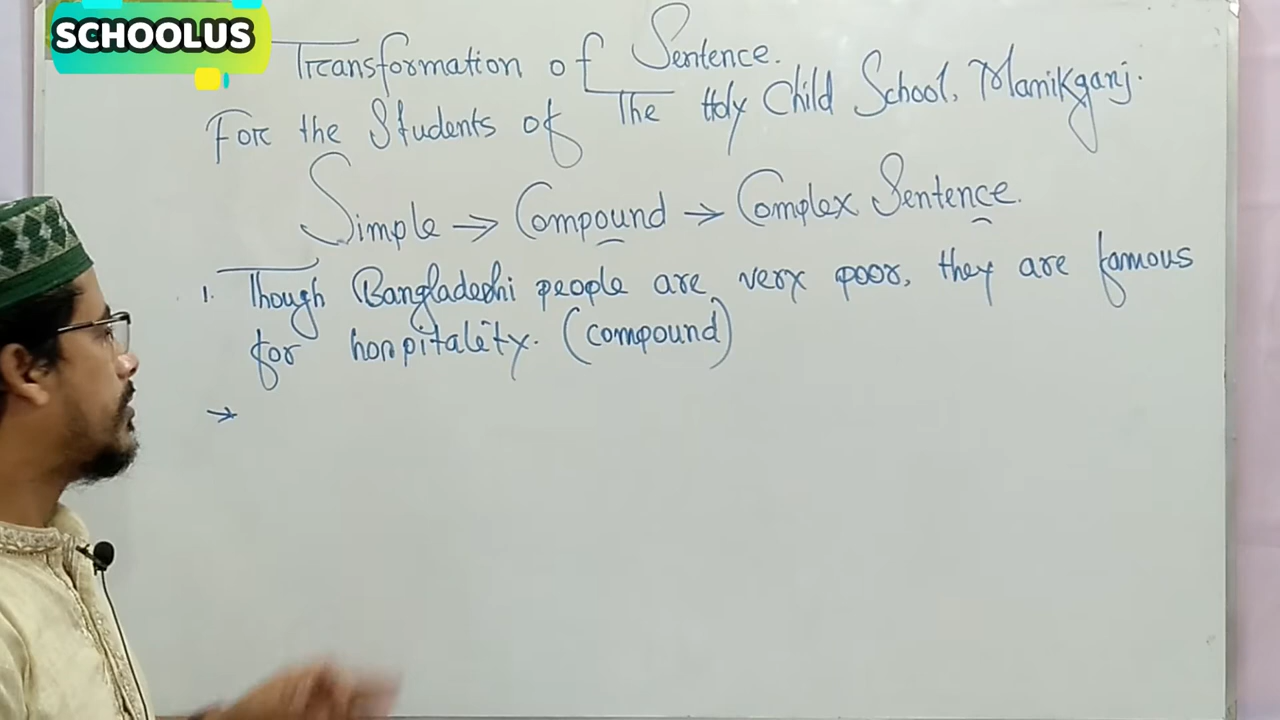 SCHOOLUS
Transformation of Sentence.
For the Students of The Holy Child School, Manikganj.
Simple → Compound → Complex Sentence.
1. Though Bangladeshi people are very poor, they are famous
for hospitality. (compound)
→